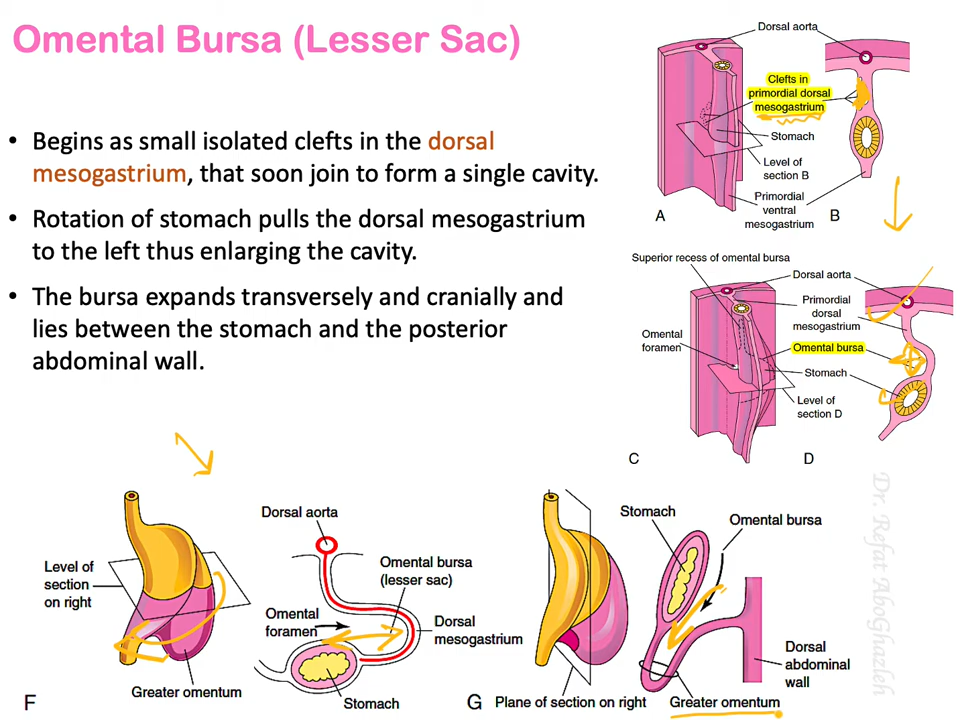 Omental Bursa (Lesser Sac)
• Begins as small isolated clefts in the dorsal
mesogastrium, that soon join to form a single cavity.
• Rotation of stomach pulls the dorsal mesogastrium
to the left thus enlarging the cavity.
• The bursa expands transversely and cranially and
lies between the stomach and the posterior
abdominal wall.
Dorsal aorta
Clefts in
primordial dorsal
mesogastrium
Stomach
Level of
section B
Primordial
ventral
mesogastrium
A
B
Superior recess of omental bursa
Dorsal aorta
Primordial
dorsal
mesogastrium
Omental
foramen
Omental bursa
Stomach
Level of
section D
C
D
Level of
section
on right
Greater omentum
F
Dorsal aorta
Omental bursa
(lesser sac)
Omental
foramen
Dorsal
mesogastrium
Stomach
G
Plane of section on right
Stomach
Omental bursa
Dorsal
abdominal
wall
Greater omentum
Dr. Refat AboGhazleh